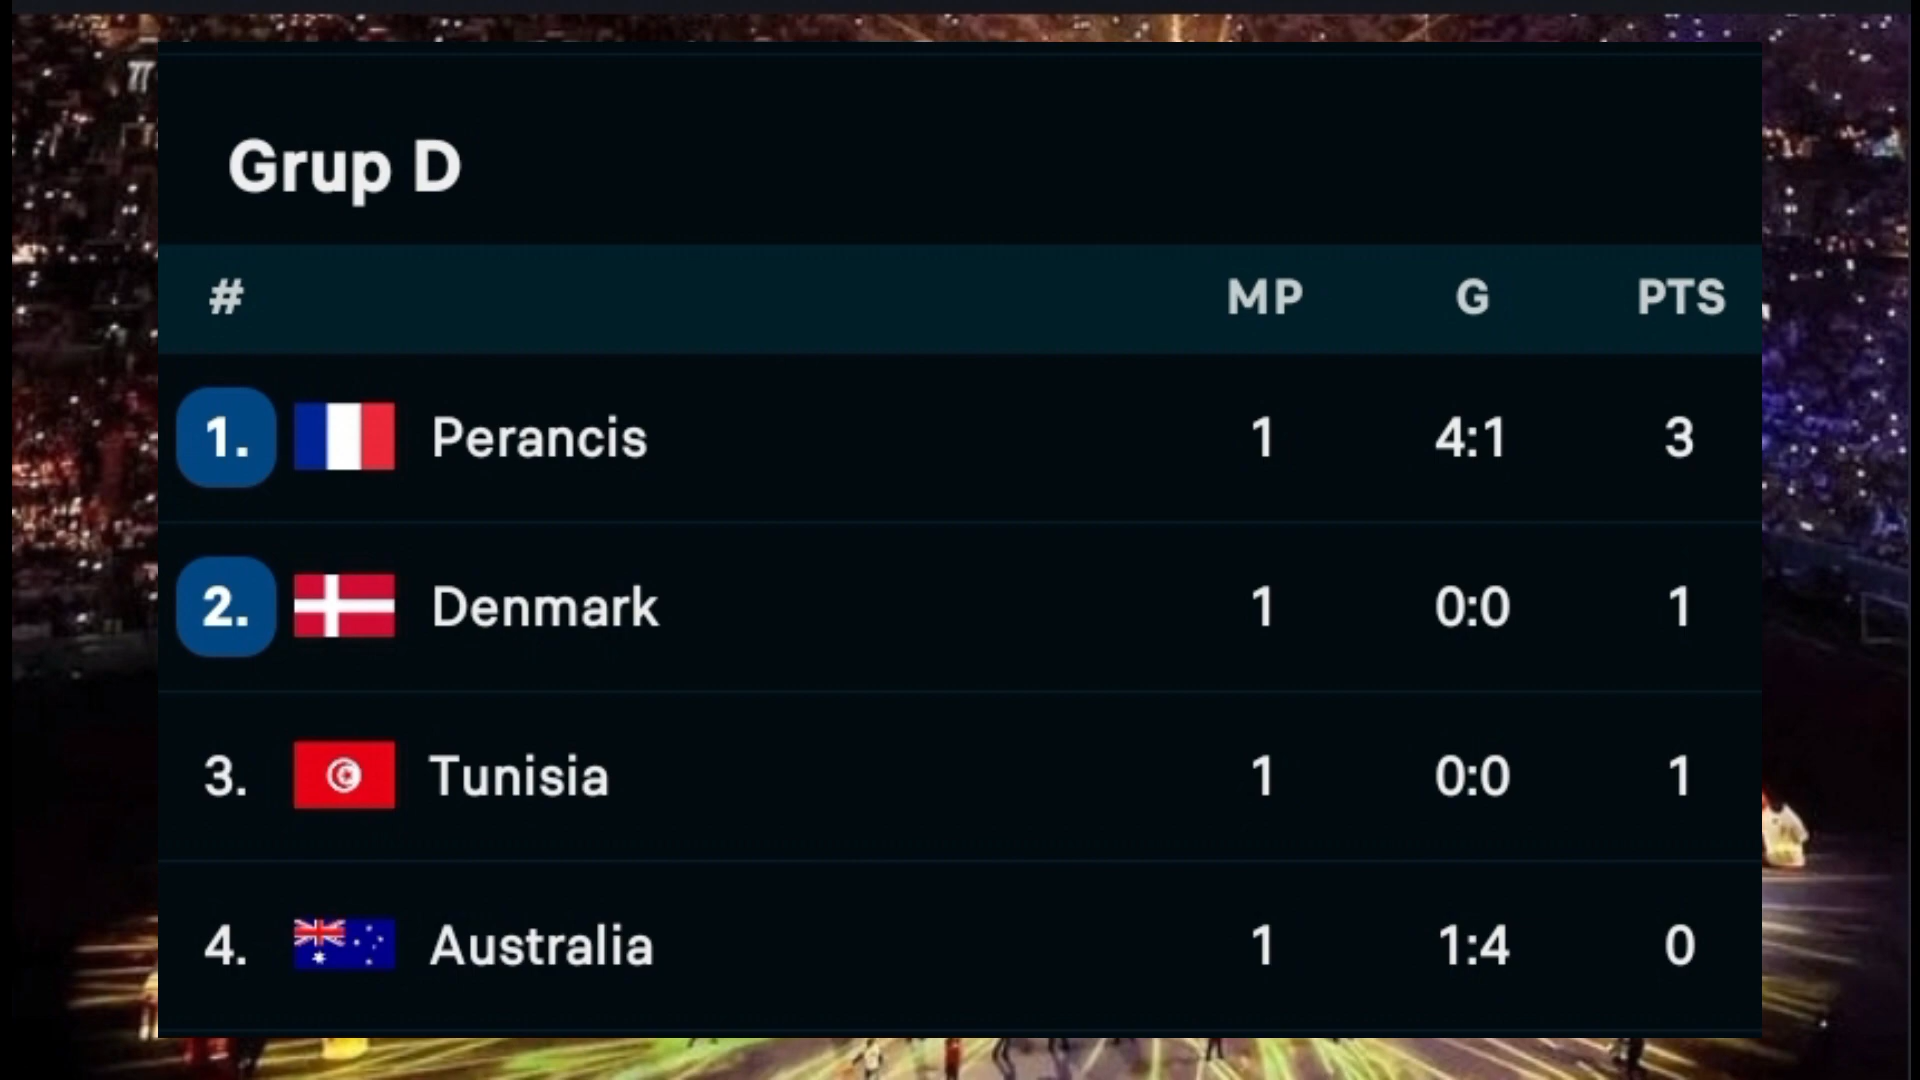 Grup D
# MP G PTS
1. Perancis 1 4:1 3
2. Denmark 1 0:0 1
3. Tunisia 1 0:0 1
4. Australia 1 1:4 0